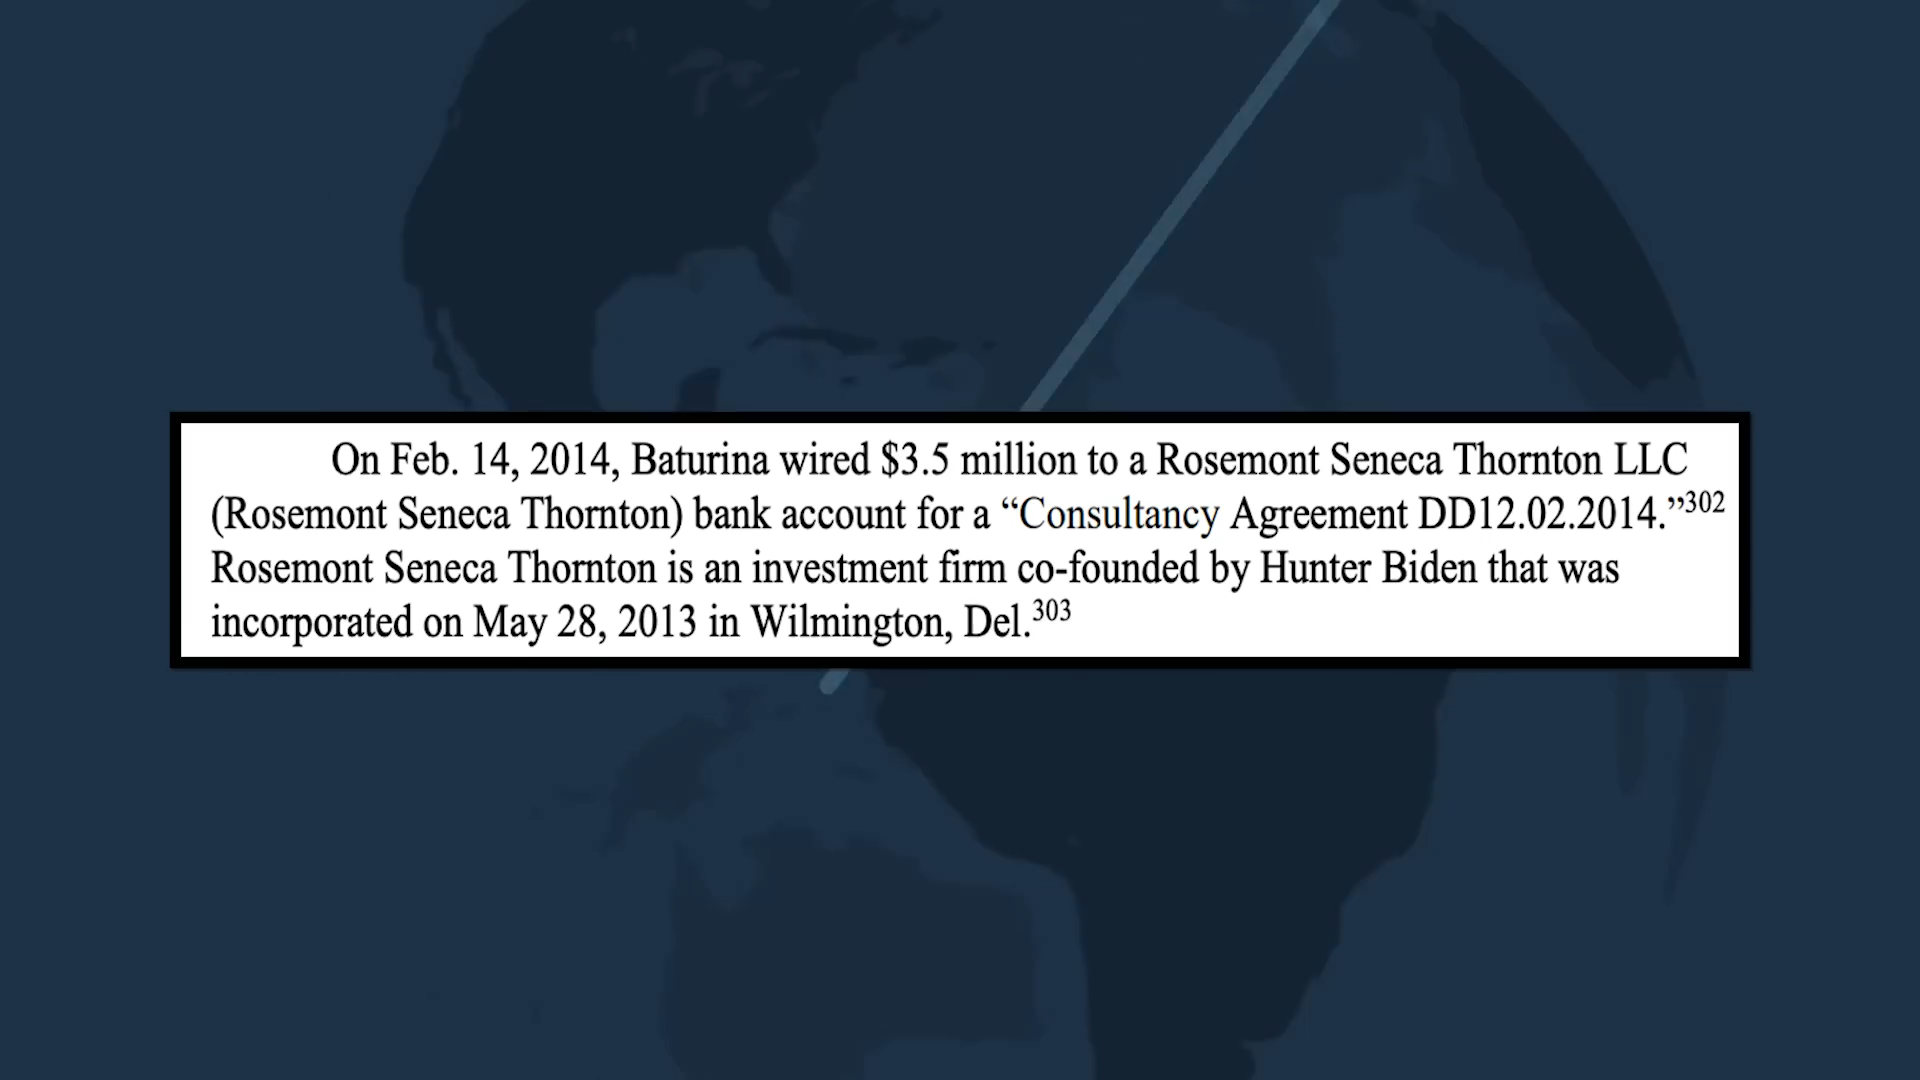 On Feb. 14, 2014, Baturina wired $3.5 million to a Rosemont Seneca Thornton LLC
(Rosemont Seneca Thornton) bank account for a “Consultancy Agreement DD12.02.2014.”302
Rosemont Seneca Thornton is an investment firm co-founded by Hunter Biden that was
incorporated on May 28, 2013 in Wilmington, Del.303